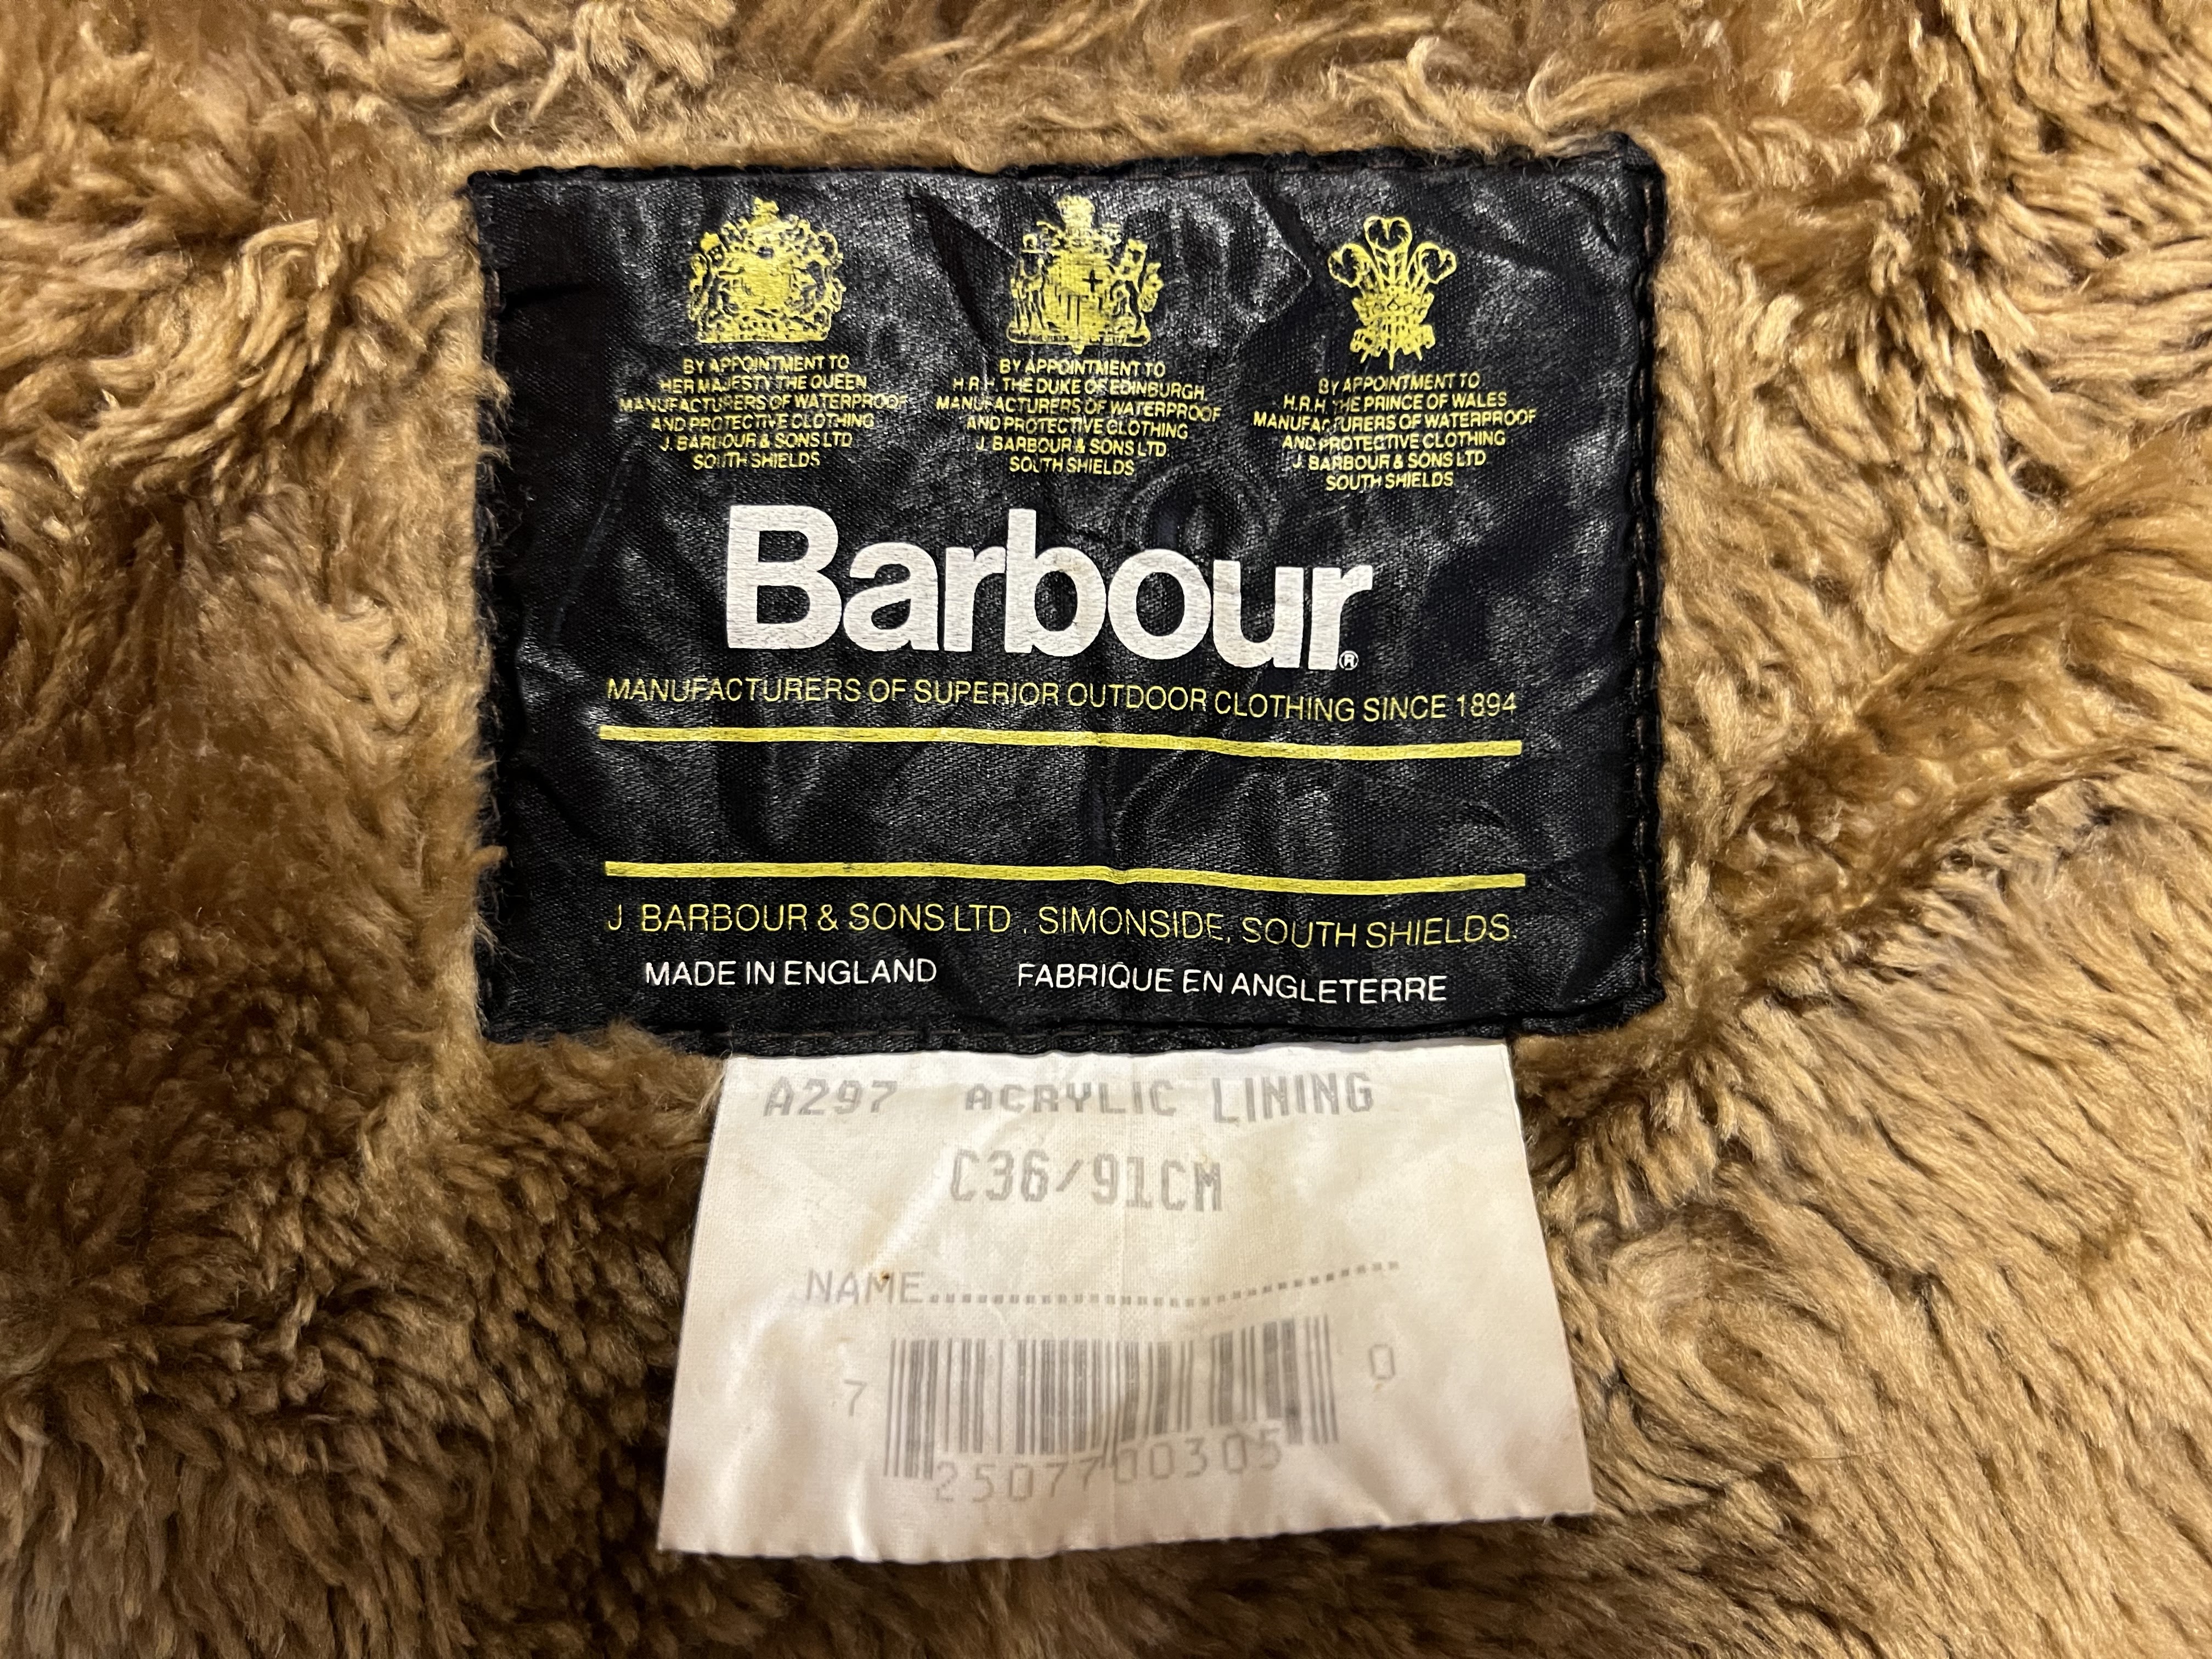 BY APPOINTMENT TO
HER MAJESTY THE QUEEN
MANUFACTURERS OF WATERPROOF
AND PROTECTIVE CLOTHING
J. BARBOUR & SONS LTD
SOUTH SHIELDS
BY APPOINTMENT TO
H.R.H. THE DUKE OF EDINBURGH
MANUFACTURERS OF WATERPROOF
AND PROTECTIVE CLOTHING
J. BARBOUR & SONS LTD
SOUTH SHIELDS
BY APPOINTMENT TO
H.R.H. THE PRINCE OF WALES
MANUFACTURERS OF WATERPROOF
AND PROTECTIVE CLOTHING
J. BARBOUR & SONS LTD
SOUTH SHIELDS
Barbour®
MANUFACTURERS OF SUPERIOR OUTDOOR CLOTHING SINCE 1894
J BARBOUR & SONS LTD . SIMONSIDE, SOUTH SHIELDS.
MADE IN ENGLAND FABRIQUE EN ANGLETERRE
A297 ACRYLIC LINING
C36/91CM
NAME........................................
7 25077 00305 0